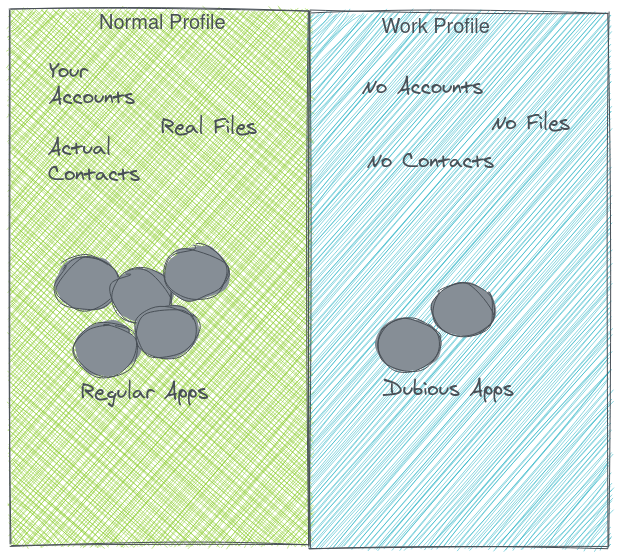 Normal Profile
Your
Accounts
Real Files
Actual
Contacts
Regular Apps
Work Profile
No Accounts
No Files
No Contacts
Dubious Apps